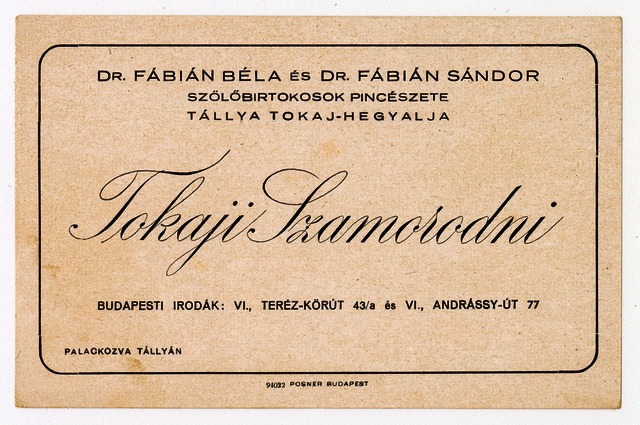 DR. FÁBIÁN BÉLA ÉS DR. FÁBIÁN SÁNDOR
SZÖLŐBIRTOKOSOK PINCÉSZETE
TÁLLYA TOKAJ-HEGYALJA
Tokaji Szamorodni
BUDAPESTI IRODÁK: VI., TERÉZ-KÖRÚT 43/a és VI., ANDRÁSSY-ÚT 77
PALACKOZVA TÁLLYÁN
94022 POSNER BUDAPEST